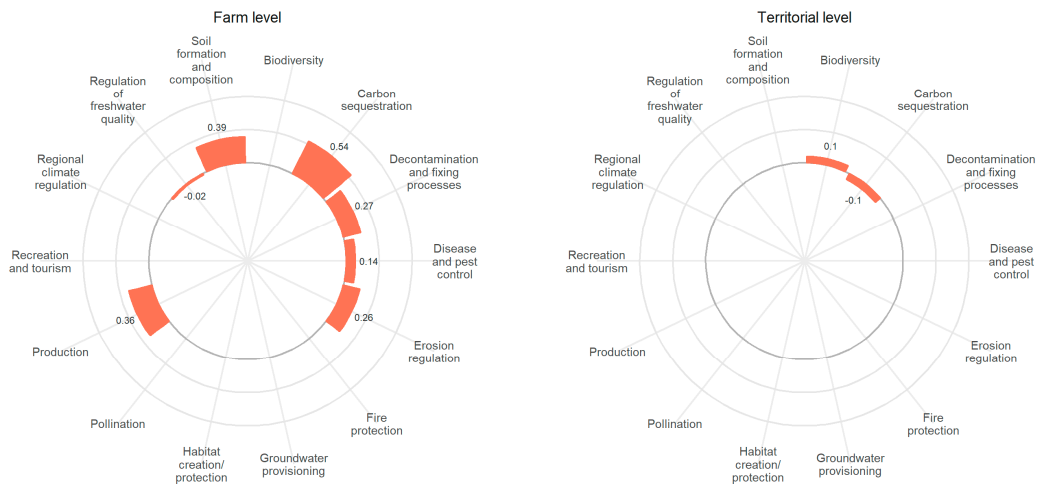 Farm level
Soil
formation
and
composition
Biodiversity
Regulation
of
freshwater
quality
Carbon
sequestration
0.39
0.54
Regional
climate
regulation
Decontamination
and fixing
processes
-0.02
0.27
Recreation
and tourism
Disease
and pest
control
0.14
0.36
0.26
Production
Erosion
regulation
Pollination
Fire
protection
Habitat
creation/
protection
Groundwater
provisioning
Territorial level
Soil
formation
and
composition
Biodiversity
Regulation
of
freshwater
quality
Carbon
sequestration
0.1
Regional
climate
regulation
Decontamination
and fixing
processes
-0.1
Recreation
and tourism
Disease
and pest
control
Production
Erosion
regulation
Pollination
Fire
protection
Habitat
creation/
protection
Groundwater
provisioning